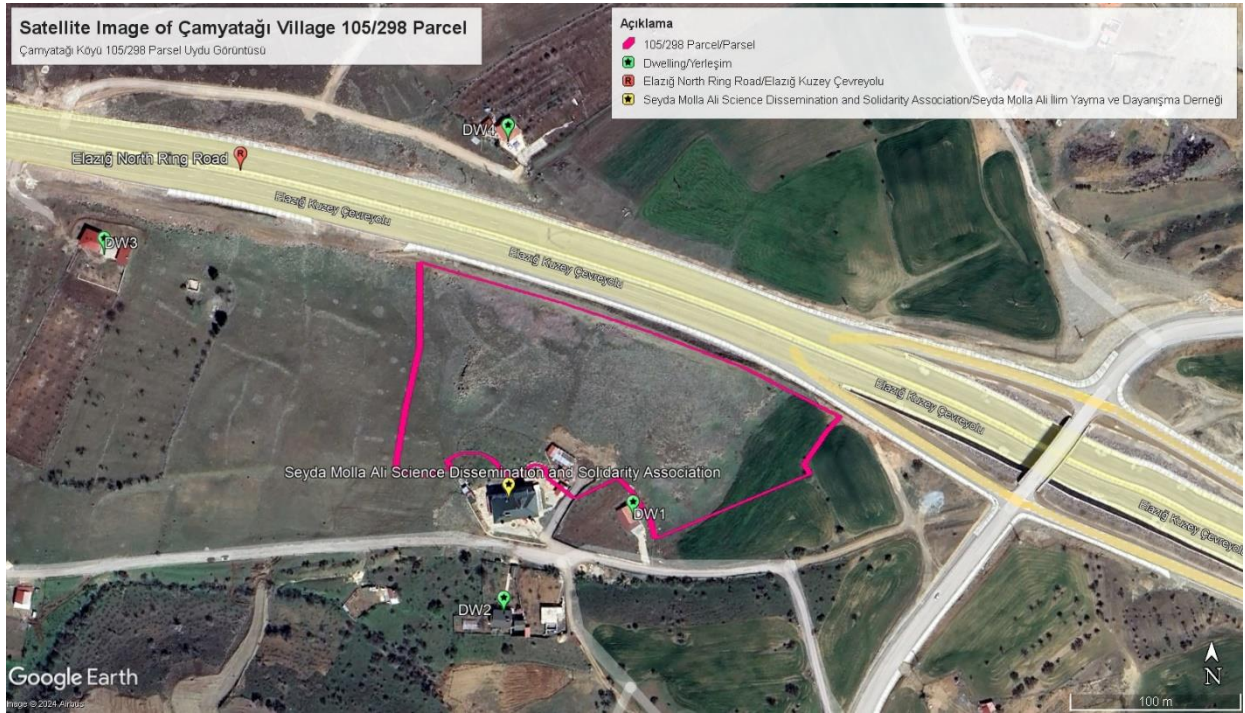 Satellite Image of Çamyatağı Village 105/298 Parcel
Çamyatağı Köyü 105/298 Parsel Uydu Görüntüsü
Açıklama
105/298 Parcel/Parsel
Dwelling/Yerleşim
R
Elazığ North Ring Road/Elazığ Kuzey Çevreyolu
Seyda Molla Ali Science Dissemination and Solidarity Association/Seyda Molla Ali İlim Yayma ve Dayanışma Derneği
DW4
Elazığ North Ring Road
R
Elazığ Kuzey Çevreyolu
DW3
Elazığ Kuzey Çevreyolu
Elazığ Kuzey Çevreyolu
Seyda Molla Ali Science Dissemination and Solidarity Association
Elazığ Kuzey Çevreyolu
DW1
DW2
Google Earth
Image © 2024 Airbus
N
100 m